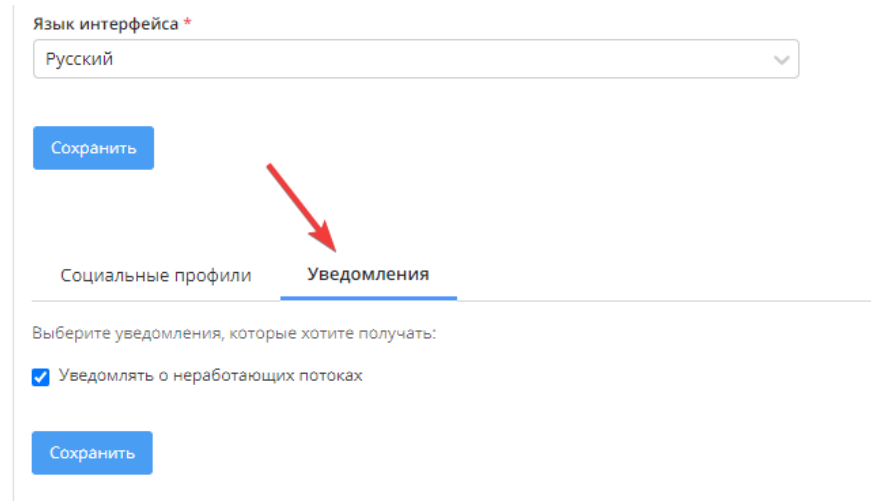 Язык интерфейса *
Русский
Сохранить
Социальные профили Уведомления
Выберите уведомления, которые хотите получать:
Уведомлять о неработающих потоках
Сохранить